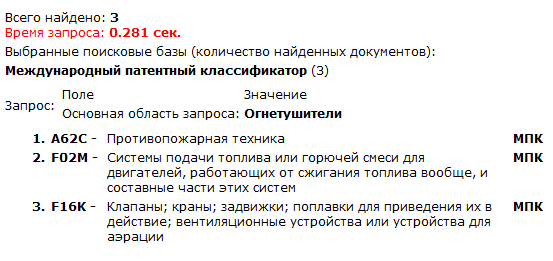 Всего найдено: 3
Время запроса: 0.281 сек.
Выбранные поисковые базы (количество найденных документов):
Международный патентный классификатор (3)
Запрос: Поле Значение
Основная область запроса: Огнетушители
1. A62C - Противопожарная техника МПК
2. F02M - Системы подачи топлива или горючей смеси для МПК
двигателей, работающих от сжигания топлива вообще, и
составные части этих систем
3. F16K - Клапаны; краны; задвижки; поплавки для приведения их в МПК
действие; вентиляционные устройства или устройства для
аэрации